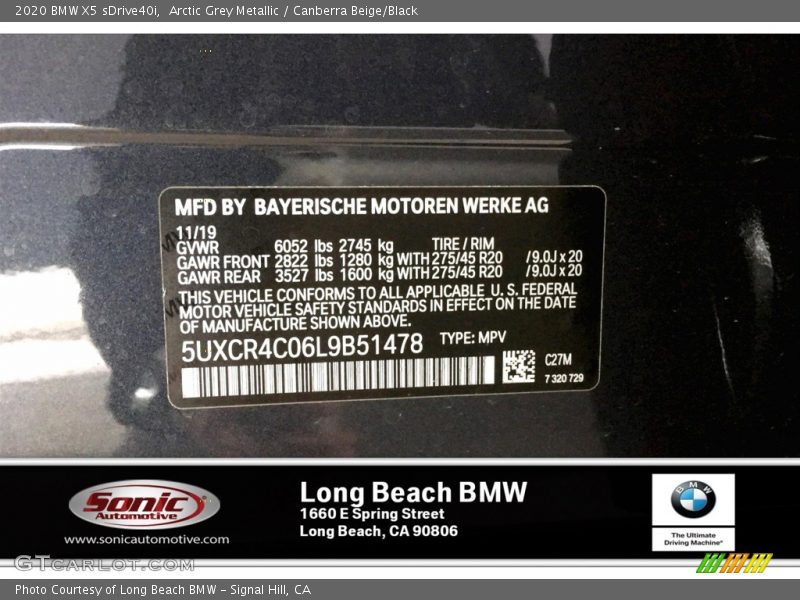 2020 BMW X5 sDrive40i,  Arctic Grey Metallic / Canberra Beige/Black
MFD BY BAYERISCHE MOTOREN WERKE AG
11/19
GVWR 6052 lbs 2745 kg TIRE / RIM
GAWR FRONT 2822 lbs 1280 kg WITH 275/45 R20 /9.0J x 20
GAWR REAR 3527 lbs 1600 kg WITH 275/45 R20 /9.0J x 20
THIS VEHICLE CONFORMS TO ALL APPLICABLE U. S. FEDERAL
MOTOR VEHICLE SAFETY STANDARDS IN EFFECT ON THE DATE
OF MANUFACTURE SHOWN ABOVE.
5UXCR4C06L9B51478 TYPE: MPV
C27M
7 320 729
Sonic
Automotive
www.sonicautomotive.com
Long Beach BMW
1660 E Spring Street
Long Beach, CA 90806
BMW
The Ultimate
Driving Machine®
GTcarlot.com
Photo Courtesy of Long Beach BMW – Signal Hill, CA